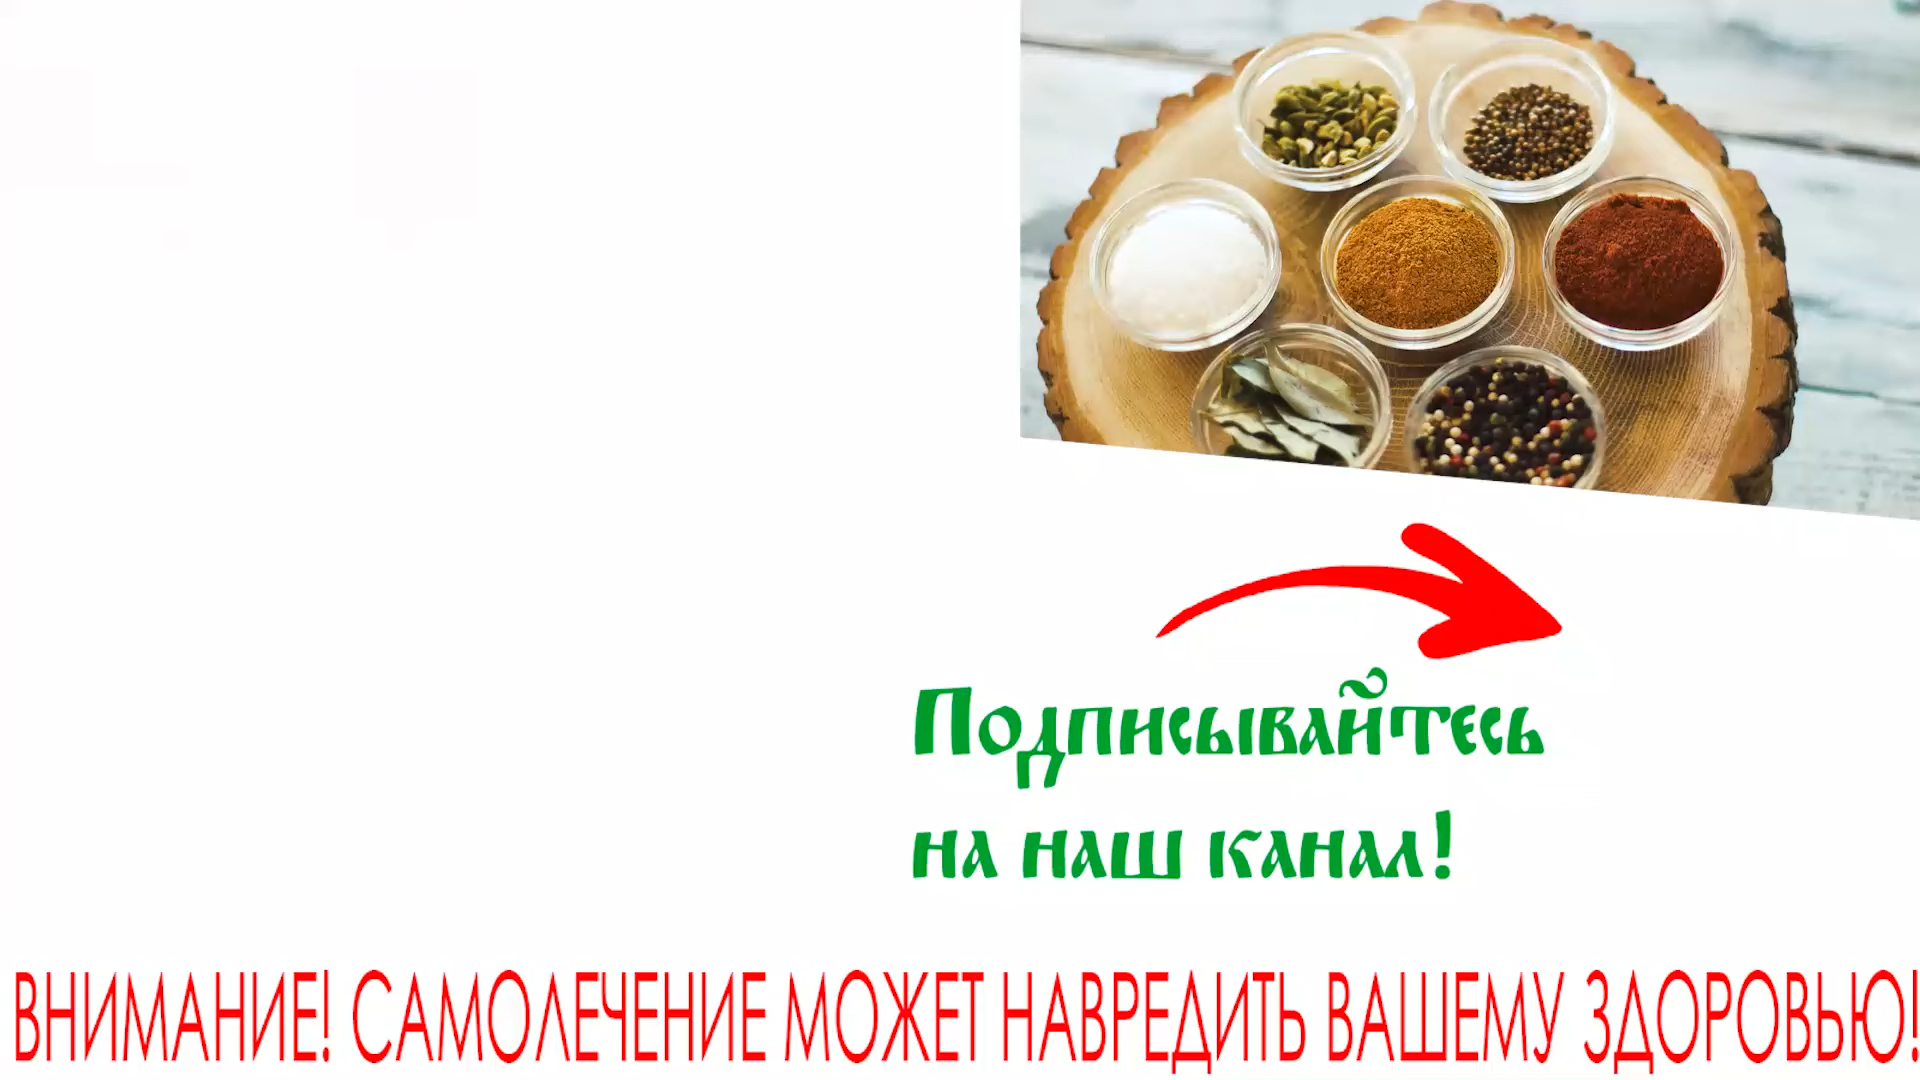 Подписывайтесь
на наш канал!
ВНИМАНИЕ! САМОЛЕЧЕНИЕ МОЖЕТ НАВРЕДИТЬ ВАШЕМУ ЗДОРОВЬЮ!